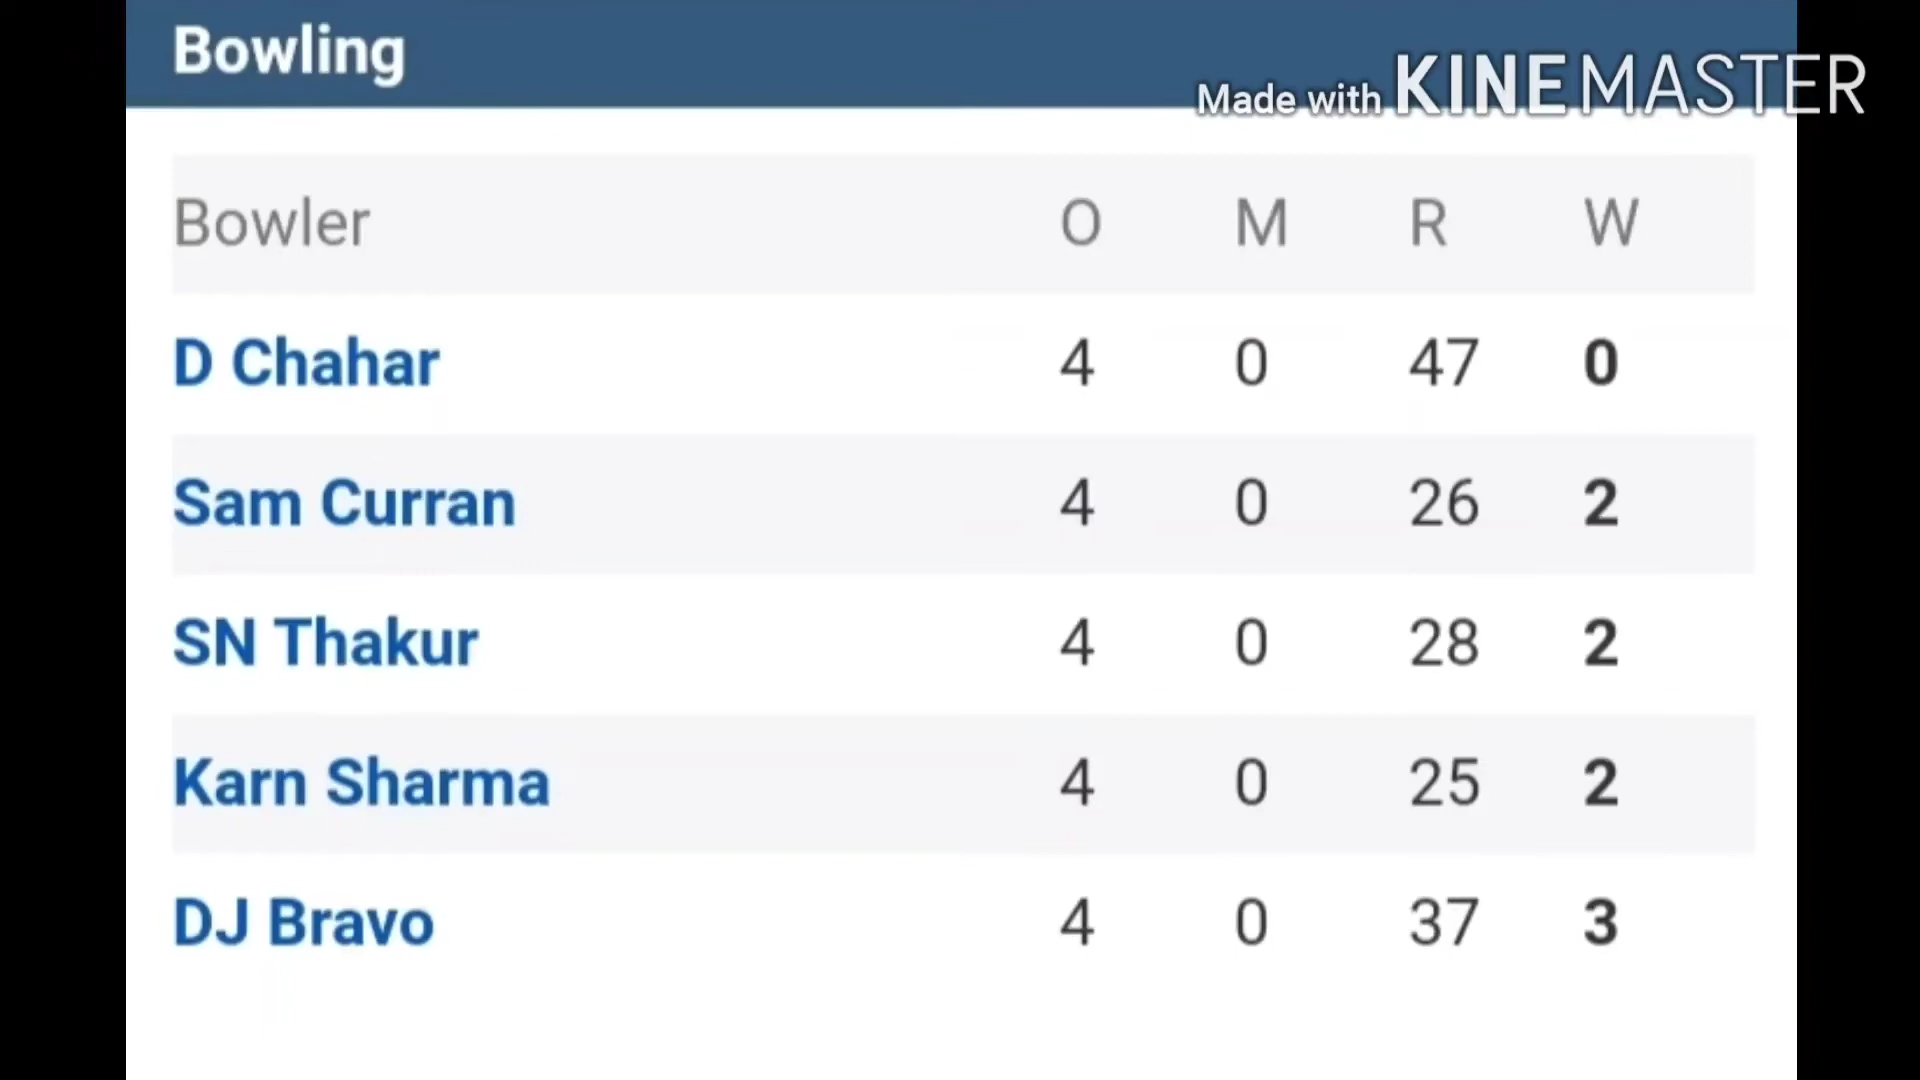 Bowling
Made with KINEMASTER
Bowler O M R W
D Chahar 4 0 47 0
Sam Curran 4 0 26 2
SN Thakur 4 0 28 2
Karn Sharma 4 0 25 2
DJ Bravo 4 0 37 3